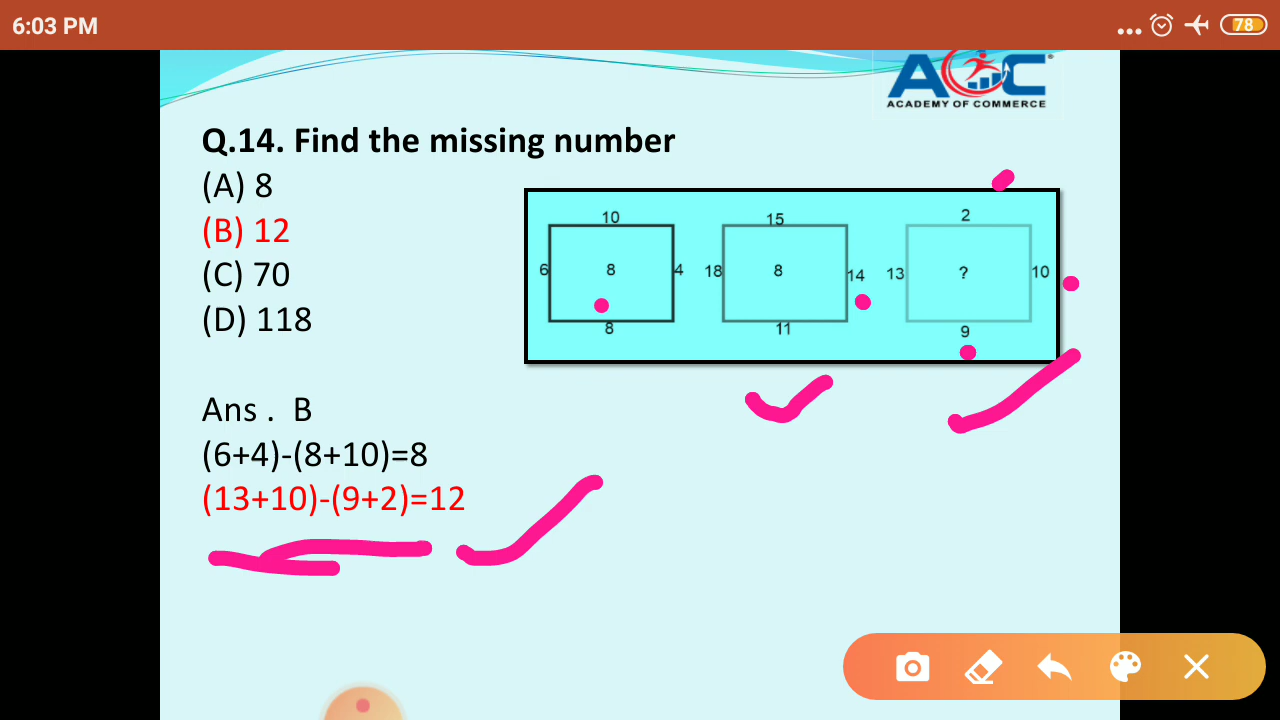 6:03 PM
78
AOC
ACADEMY OF COMMERCE
Q.14. Find the missing number
(A) 8
(B) 12
(C) 70
(D) 118
10 15 2
6 8 4 18 8 14 13 ? 10
8 11 9
Ans . B
(6+4)-(8+10)=8
(13+10)-(9+2)=12